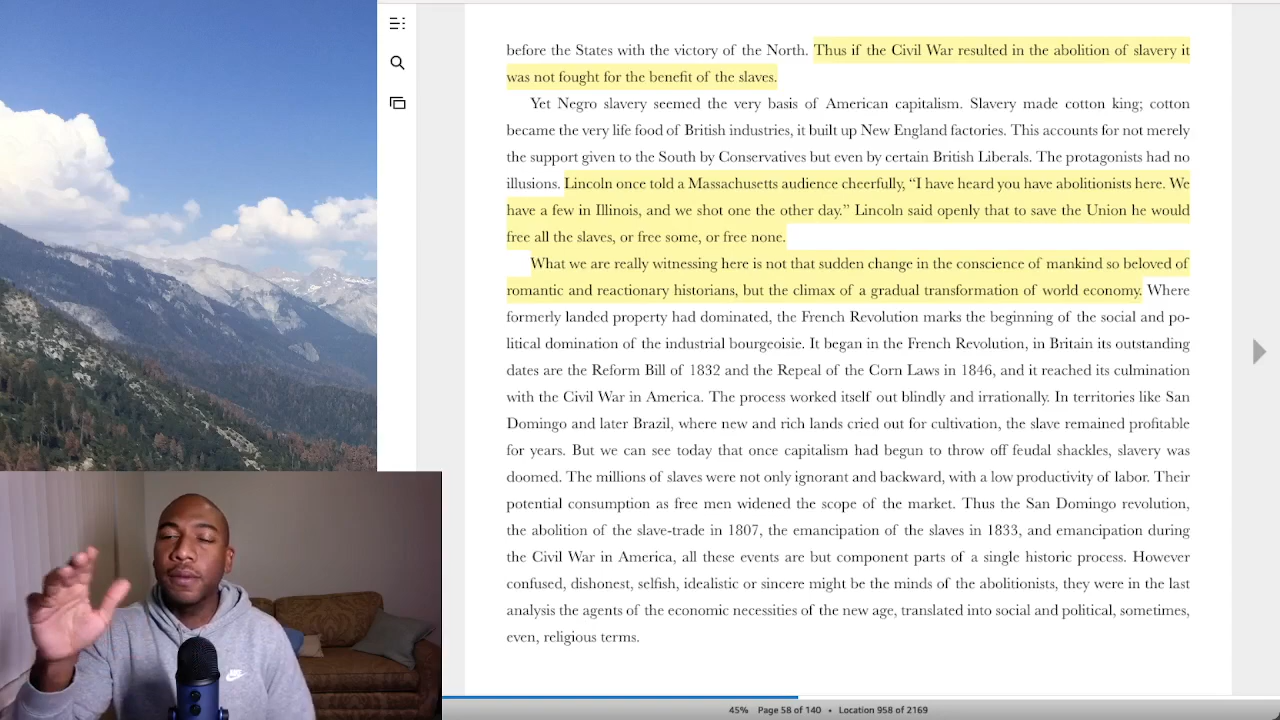 before the States with the victory of the North. Thus if the Civil War resulted in the abolition of slavery it
was not fought for the benefit of the slaves.
Yet Negro slavery seemed the very basis of American capitalism. Slavery made cotton king; cotton
became the very life food of British industries, it built up New England factories. This accounts for not merely
the support given to the South by Conservatives but even by certain British Liberals. The protagonists had no
illusions. Lincoln once told a Massachusetts audience cheerfully, “I have heard you have abolitionists here. We
have a few in Illinois, and we shot one the other day.” Lincoln said openly that to save the Union he would
free all the slaves, or free some, or free none.
What we are really witnessing here is not that sudden change in the conscience of mankind so beloved of
romantic and reactionary historians, but the climax of a gradual transformation of world economy. Where
formerly landed property had dominated, the French Revolution marks the beginning of the social and po-
litical domination of the industrial bourgeoisie. It began in the French Revolution, in Britain its outstanding
dates are the Reform Bill of 1832 and the Repeal of the Corn Laws in 1846, and it reached its culmination
with the Civil War in America. The process worked itself out blindly and irrationally. In territories like San
Domingo and later Brazil, where new and rich lands cried out for cultivation, the slave remained profitable
for years. But we can see today that once capitalism had begun to throw off feudal shackles, slavery was
doomed. The millions of slaves were not only ignorant and backward, with a low productivity of labor. Their
potential consumption as free men widened the scope of the market. Thus the San Domingo revolution,
the abolition of the slave-trade in 1807, the emancipation of the slaves in 1833, and emancipation during
the Civil War in America, all these events are but component parts of a single historic process. However
confused, dishonest, selfish, idealistic or sincere might be the minds of the abolitionists, they were in the last
analysis the agents of the economic necessities of the new age, translated into social and political, sometimes,
even, religious terms.
45% Page 58 of 140 • Location 958 of 2169